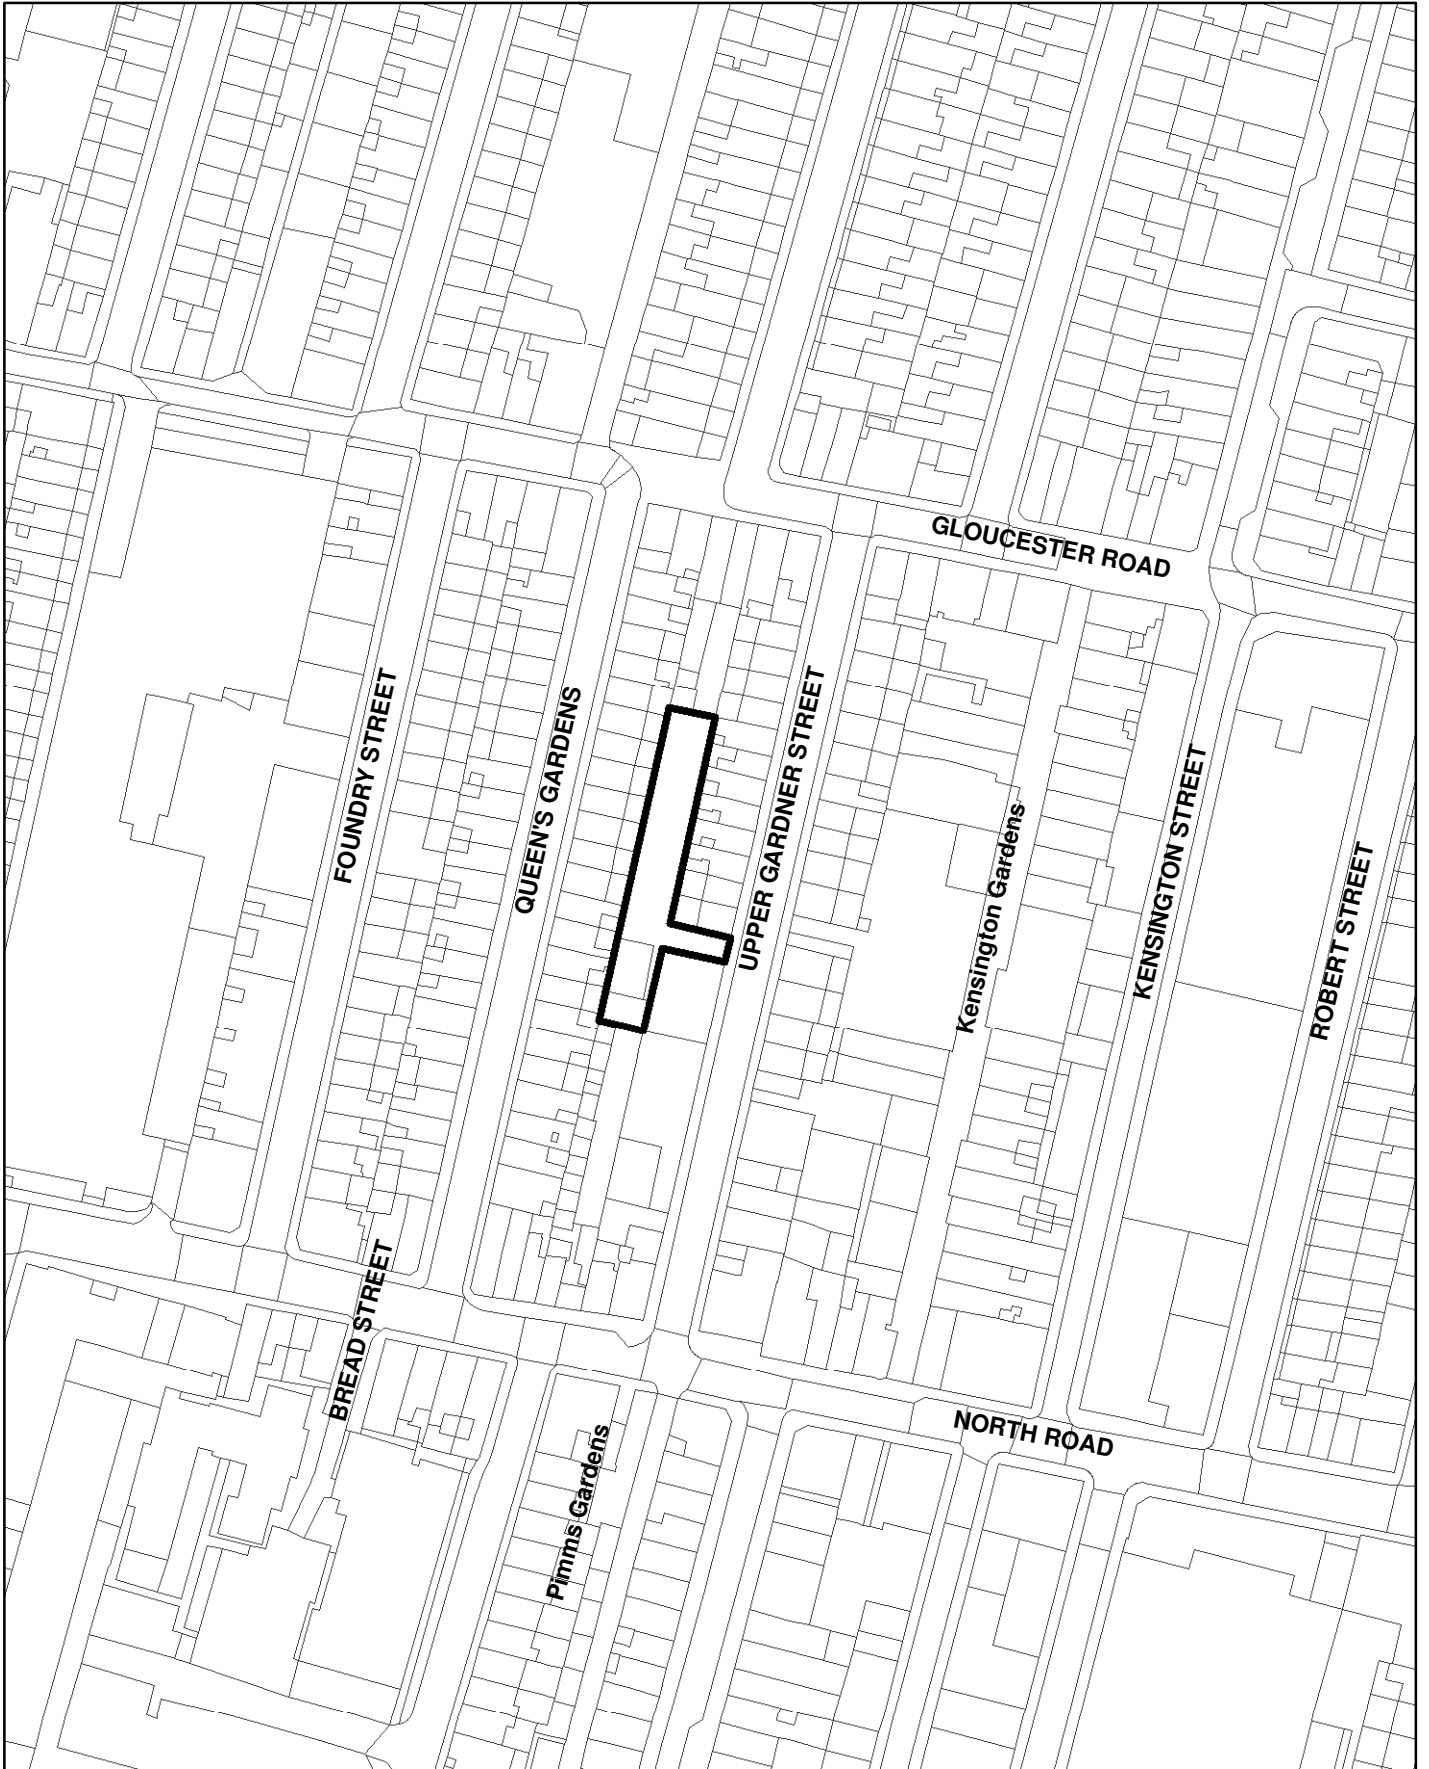 GLOUCESTER ROAD
FOUNDRY STREET
QUEEN'S GARDENS
UPPER GARDNER STREET
Kensington Gardens
KENSINGTON STREET
ROBERT STREET
BREAD STREET
NORTH ROAD
Pimms Gardens